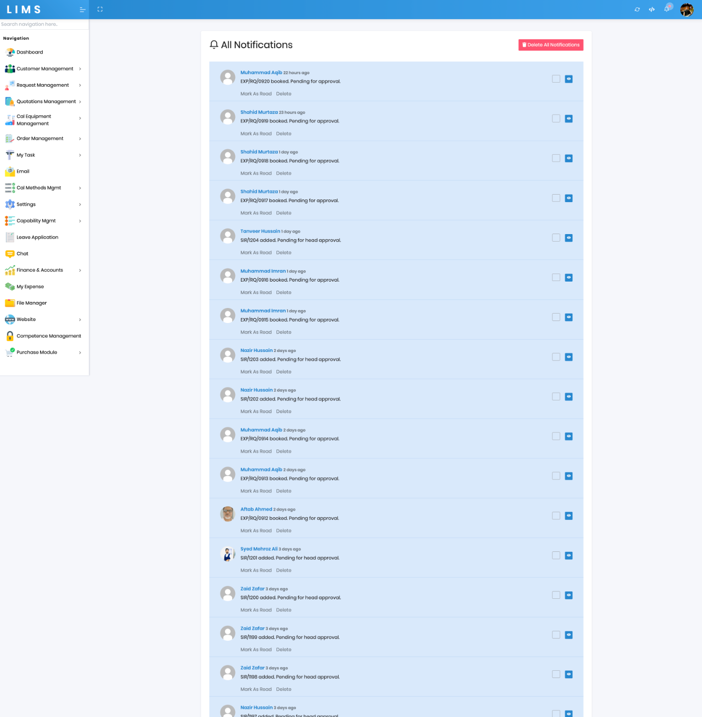 LIMS
Search navigation here...
Navigation
Dashboard
Customer Management
Request Management
Quotations Management
Cal Equipment
Management
Order Management
My Task
Email
Cal Methods Mgmt
Settings
Capability Mgmt
Leave Application
Chat
Finance & Accounts
My Expense
File Manager
Website
Competence Management
Purchase Module
All Notifications
Delete All Notifications
Muhammad Aqib 20 hours ago
EXP/RQ/0920 booked. Pending for approval.
Mark As Read Delete
Shahid Murtaza 23 hours ago
EXP/RQ/0919 booked. Pending for approval.
Mark As Read Delete
Shahid Murtaza 1 day ago
EXP/RQ/0918 booked. Pending for approval.
Mark As Read Delete
Shahid Murtaza 1 day ago
EXP/RQ/0917 booked. Pending for approval.
Mark As Read Delete
Tanveer Hussain 1 day ago
SIR/1204 added. Pending for head approval.
Mark As Read Delete
Muhammad Imran 1 day ago
EXP/RQ/0916 booked. Pending for approval.
Mark As Read Delete
Muhammad Imran 1 day ago
EXP/RQ/0915 booked. Pending for approval.
Mark As Read Delete
Nazir Hussain 2 days ago
SIR/1203 added. Pending for head approval.
Mark As Read Delete
Nazir Hussain 2 days ago
SIR/1202 added. Pending for head approval.
Mark As Read Delete
Muhammad Aqib 2 days ago
EXP/RQ/0914 booked. Pending for approval.
Mark As Read Delete
Muhammad Aqib 2 days ago
EXP/RQ/0913 booked. Pending for approval.
Mark As Read Delete
Aftab Ahmed 3 days ago
EXP/RQ/0912 booked. Pending for approval.
Mark As Read Delete
Syed Mehroz Ali 3 days ago
SIR/1201 added. Pending for head approval.
Mark As Read Delete
Zaid Zafar 3 days ago
SIR/1200 added. Pending for head approval.
Mark As Read Delete
Zaid Zafar 3 days ago
SIR/1199 added. Pending for head approval.
Mark As Read Delete
Zaid Zafar 3 days ago
SIR/1198 added. Pending for head approval.
Mark As Read Delete
Nazir Hussain 3 days ago
SIR/1197 added. Pending for head approval.